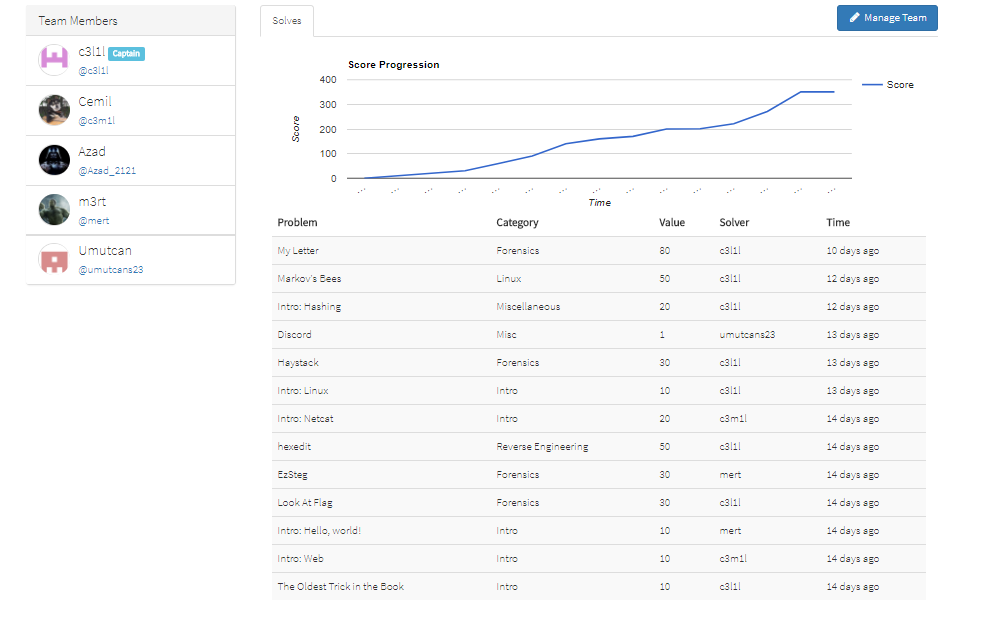 Team Members
c3l1l Captain
@c3l1l
Cemil
@c3m1l
Azad
@Azad_2121
m3rt
@mert
Umutcan
@umutcans23
Solves
Manage Team
Score Progression
400
300
200
100
0
Score
Time
Score
Problem Category Value Solver Time
My Letter Forensics 80 c3l1l 10 days ago
Markov's Bees Linux 50 c3l1l 12 days ago
Intro: Hashing Miscellaneous 20 c3l1l 12 days ago
Discord Misc 1 umutcans23 13 days ago
Haystack Forensics 30 c3l1l 13 days ago
Intro: Linux Intro 10 c3l1l 13 days ago
Intro: Netcat Intro 20 c3m1l 14 days ago
hexedit Reverse Engineering 50 c3l1l 14 days ago
EzSteg Forensics 30 mert 14 days ago
Look At Flag Forensics 30 c3l1l 14 days ago
Intro: Hello, world! Intro 10 mert 14 days ago
Intro: Web Intro 10 c3m1l 14 days ago
The Oldest Trick in the Book Intro 10 c3l1l 14 days ago